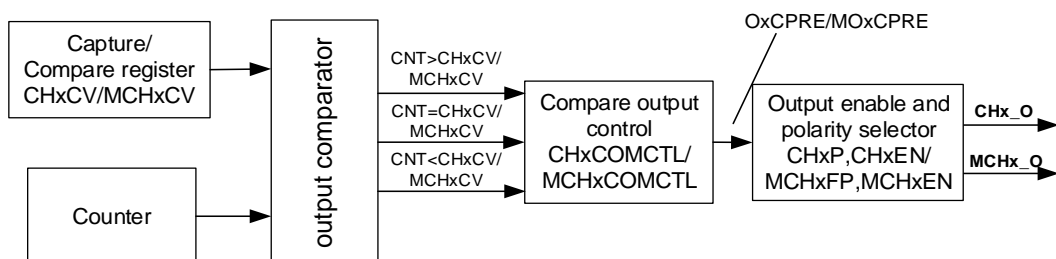 Capture/
Compare register
CHxCV/MCHxCV
Counter
output comparator
CNT>CHxCV/
MCHxCV
CNT=CHxCV/
MCHxCV
CNT<CHxCV/
MCHxCV
Compare output
control
CHxCOMCTL/
MCHxCOMCTL
OxCPRE/MOxCPRE
Output enable and
polarity selector
CHxP,CHxEN/
MCHxFP,MCHxEN
CHx_O
MCHx_O